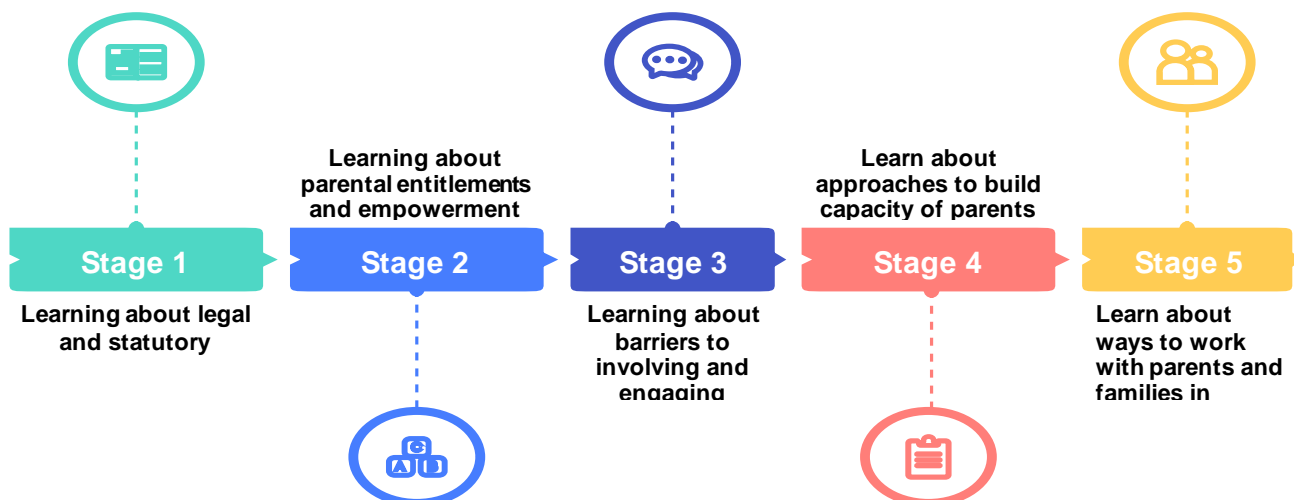 Stage 1
Learning about legal
and statutory
Learning about
parental entitlements
and empowerment
Stage 2
Stage 3
Learning about
barriers to
involving and
engaging
Learn about
approaches to build
capacity of parents
Stage 4
Stage 5
Learn about
ways to work
with parents and
families in
A C D